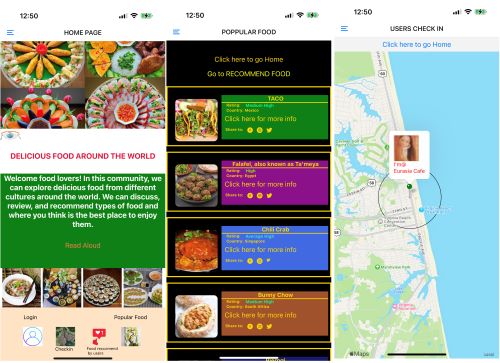 12:50
HOME PAGE
DELICIOUS FOOD AROUND THE WORLD
Welcome food lovers! In this community, we
can explore delicious food from different
cultures around the world. We can discuss,
review, and recommend types of food and
where you think is the best place to enjoy
them.
Read Aloud
Login
Popular Food
Checkin
Food recomend
by users
12:50
POPPULAR FOOD
Click here to go Home
Go to RECOMMEND FOOD
TACO
Rating: Medium High
Country: Mexico
Click here for more info
Share to:
Falafel, also known as Ta'meya
Rating: High
Country: Egypt
Click here for more info
Share to:
Chili Crab
Rating: Average High
Country: Singapore
Click here for more info
Share to:
Bunny Chow
Rating: Medium High
Country: South Africa
Click here for more info
Share to:
12:50
USERS CHECK IN
Click here to go Home
I'm@
Eunasia Cafe
Maps
Legal